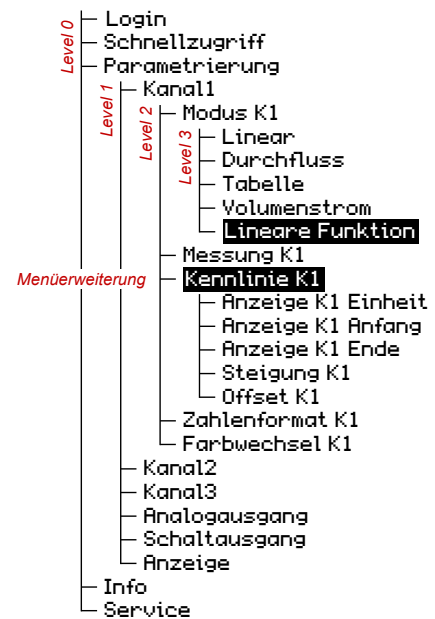 Level 0
Login
Schnellzugriff
Parametrierung
Level 1
Kanal1
Level 2
Modus K1
Level 3
Linear
Durchfluss
Tabelle
Volumenstrom
Lineare Funktion
Messung K1
Menüerweiterung
Kennlinie K1
Anzeige K1 Einheit
Anzeige K1 Anfang
Anzeige K1 Ende
Steigung K1
Offset K1
Zahlenformat K1
Farbwechsel K1
Kanal2
Kanal3
Analogausgang
Schaltausgang
Anzeige
Info
Service